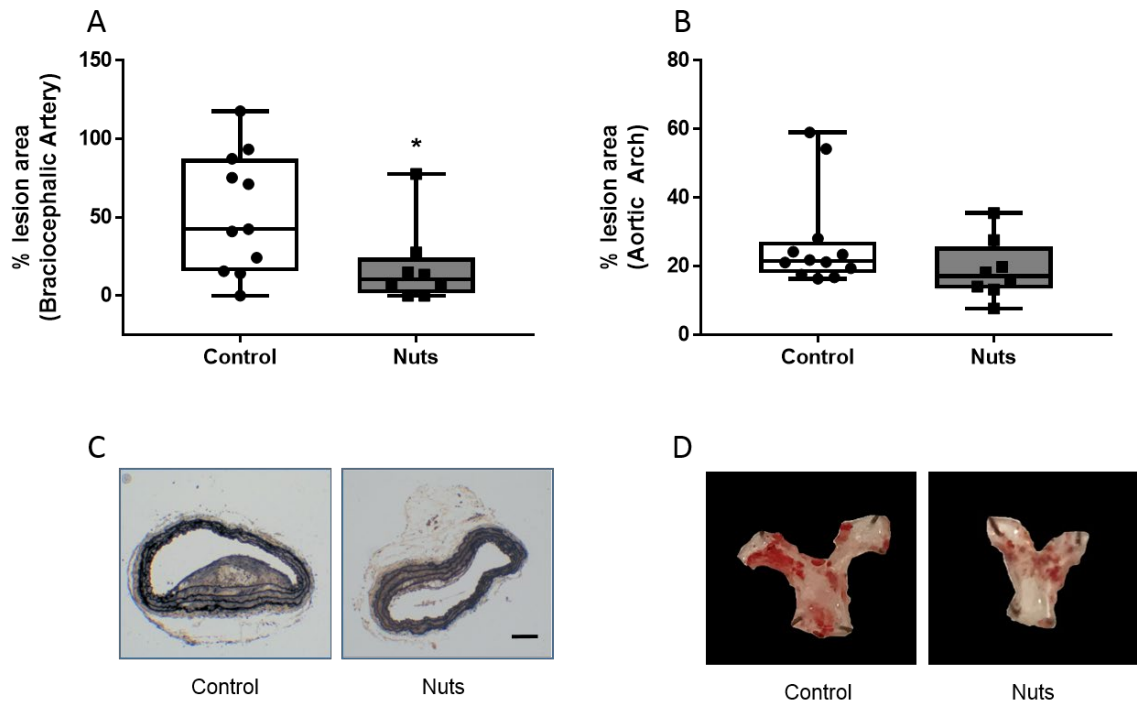 A
% lesion area
(Braciocephalic Artery)
150
100
50
0
*
Control
Nuts
B
% lesion area
(Aortic Arch)
80
60
40
20
0
Control
Nuts
C
Control
Nuts
D
Control
Nuts